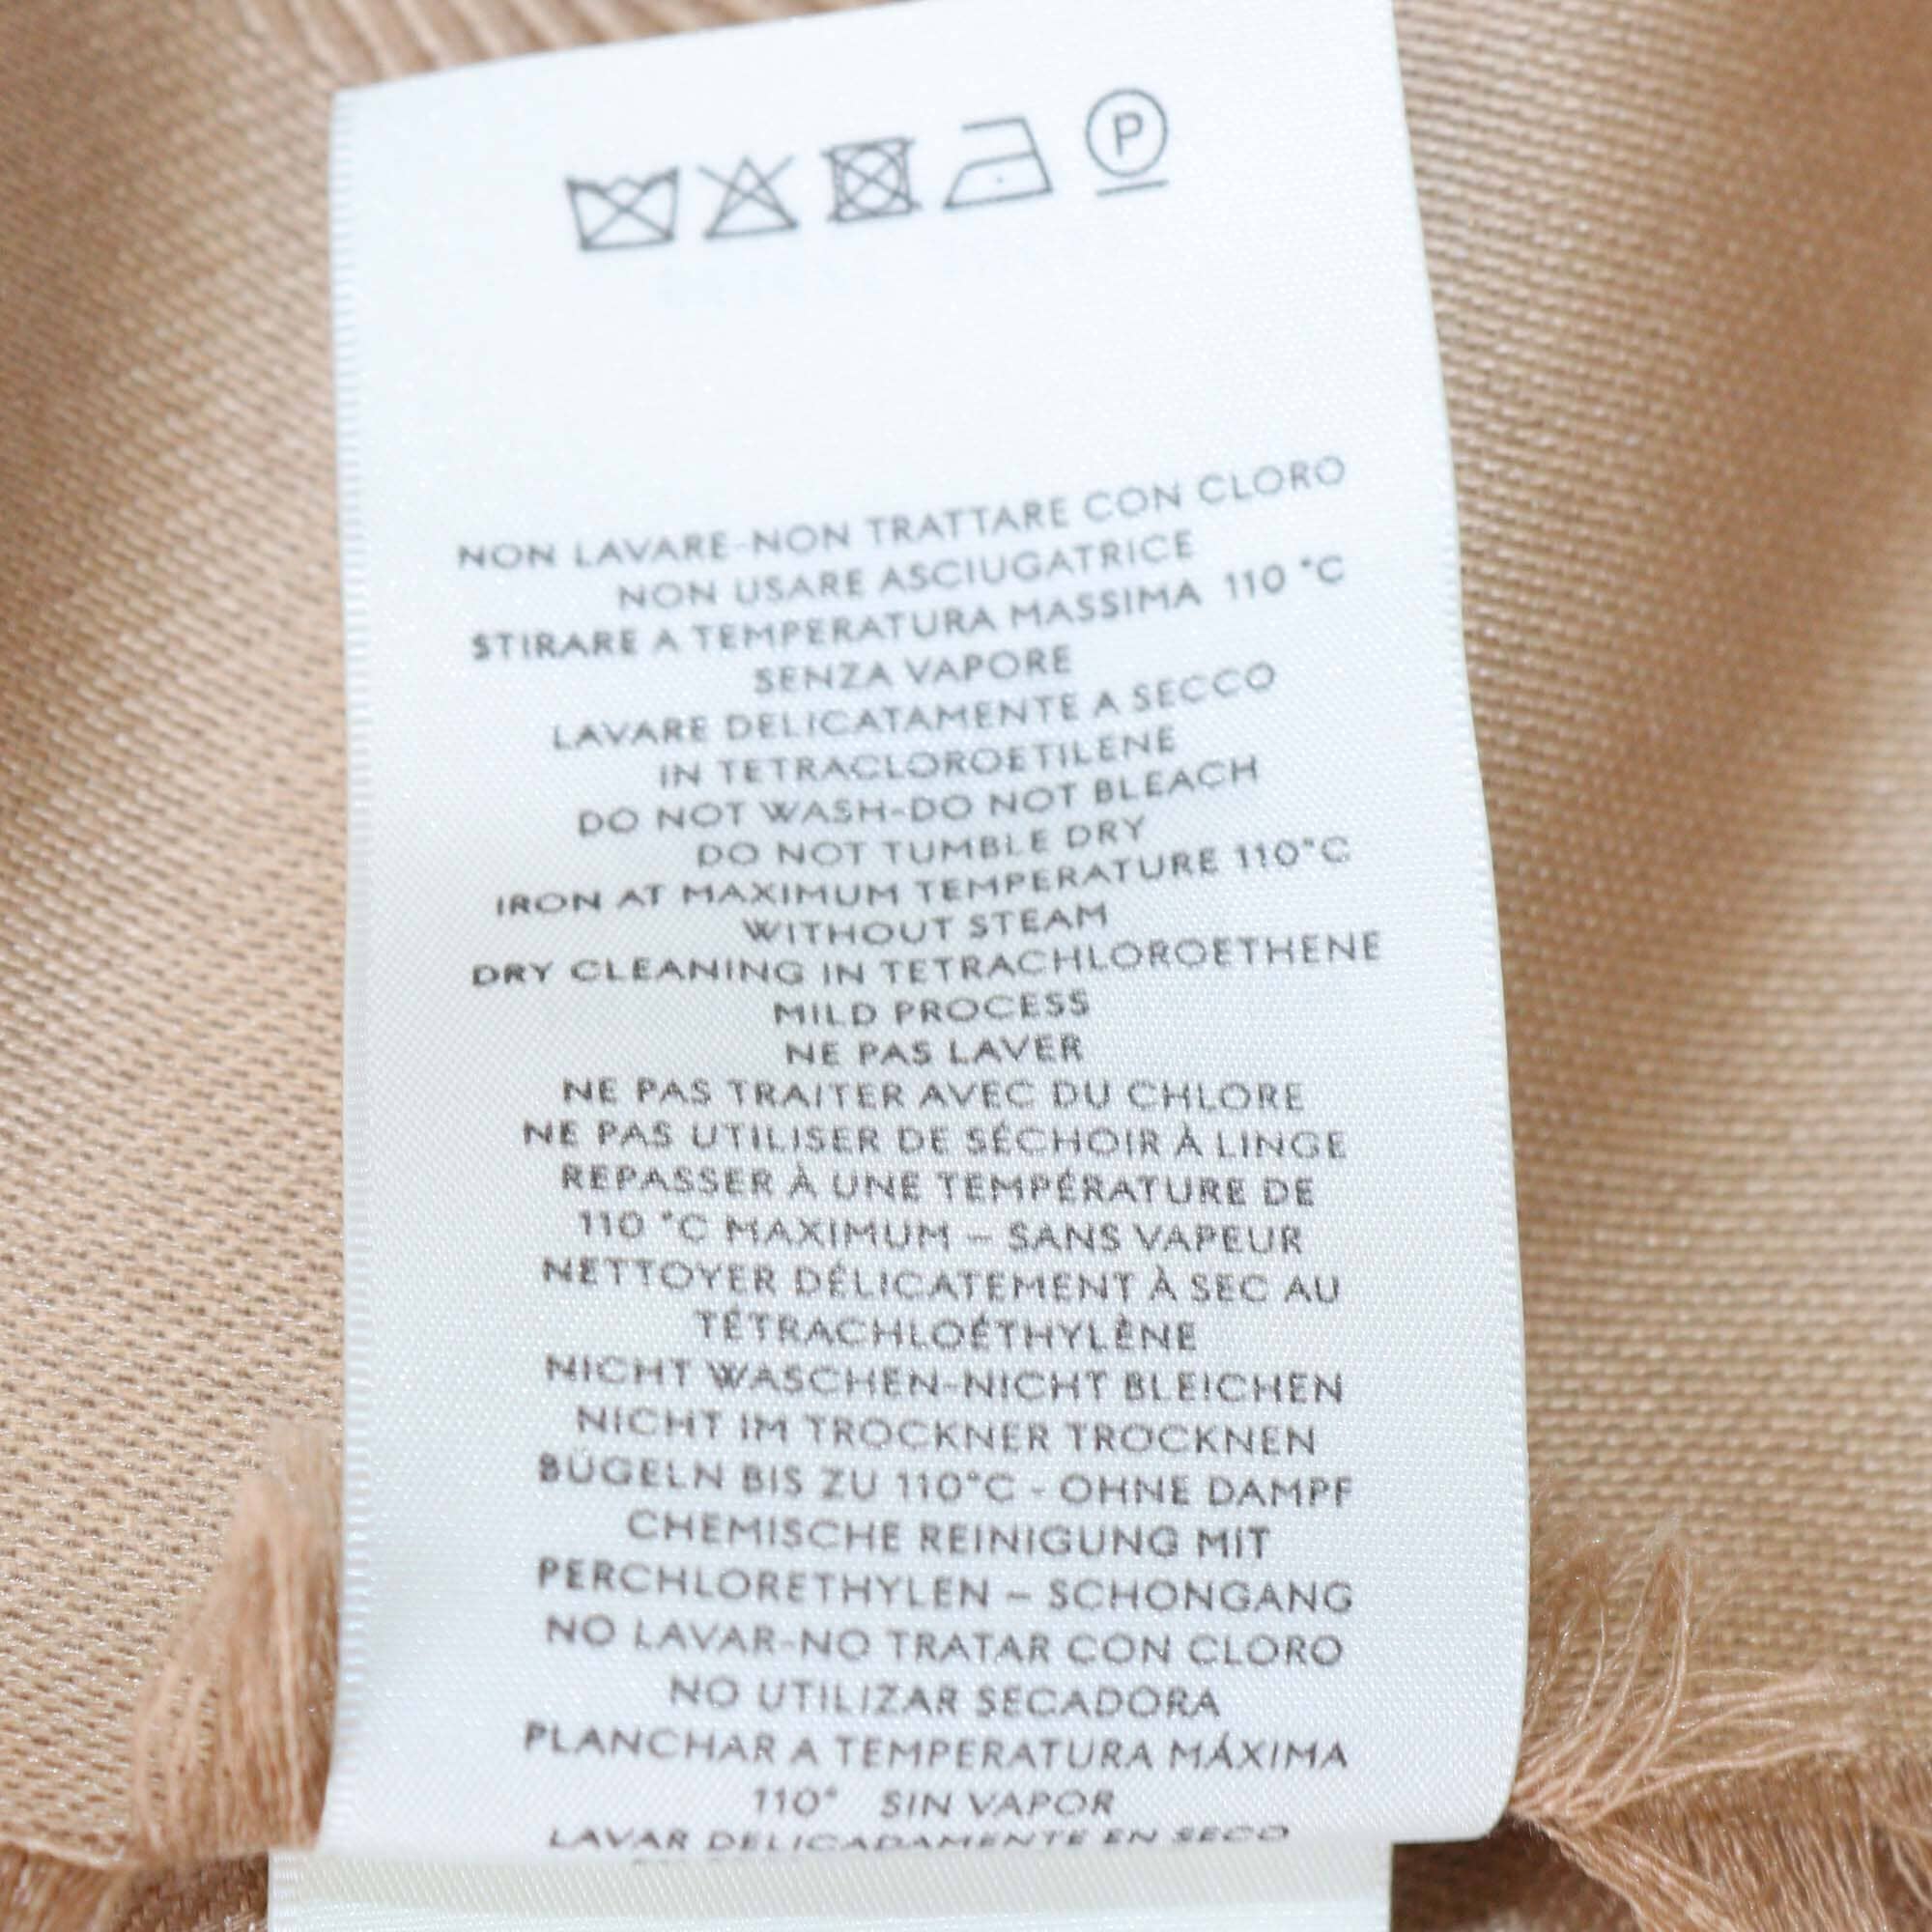 P
NON LAVARE-NON TRATTARE CON CLORO
NON USARE ASCIUGATRICE
STIRARE A TEMPERATURA MASSIMA 110 °C
SENZA VAPORE
LAVARE DELICATAMENTE A SECCO
IN TETRACLOROETILENE
DO NOT WASH-DO NOT BLEACH
DO NOT TUMBLE DRY
IRON AT MAXIMUM TEMPERATURE 110°C
WITHOUT STEAM
DRY CLEANING IN TETRACHLOROETHENE
MILD PROCESS
NE PAS LAVER
NE PAS TRAITER AVEC DU CHLORE
NE PAS UTILISER DE SÉCHOIR À LINGE
REPASSER À UNE TEMPÉRATURE DE
110 °C MAXIMUM – SANS VAPEUR
NETTOYER DÉLICATEMENT À SEC AU
TÉTRACHLOÉTHYLÈNE
NICHT WASCHEN-NICHT BLEICHEN
NICHT IM TROCKNER TROCKNEN
BÜGELN BIS ZU 110°C - OHNE DAMPF
CHEMISCHE REINIGUNG MIT
PERCHLORETHYLEN – SCHONGANG
NO LAVAR-NO TRATAR CON CLORO
NO UTILIZAR SECADORA
PLANCHAR A TEMPERATURA MÁXIMA
110° SIN VAPOR
LAVAR DELICADAMENTE EN SECO